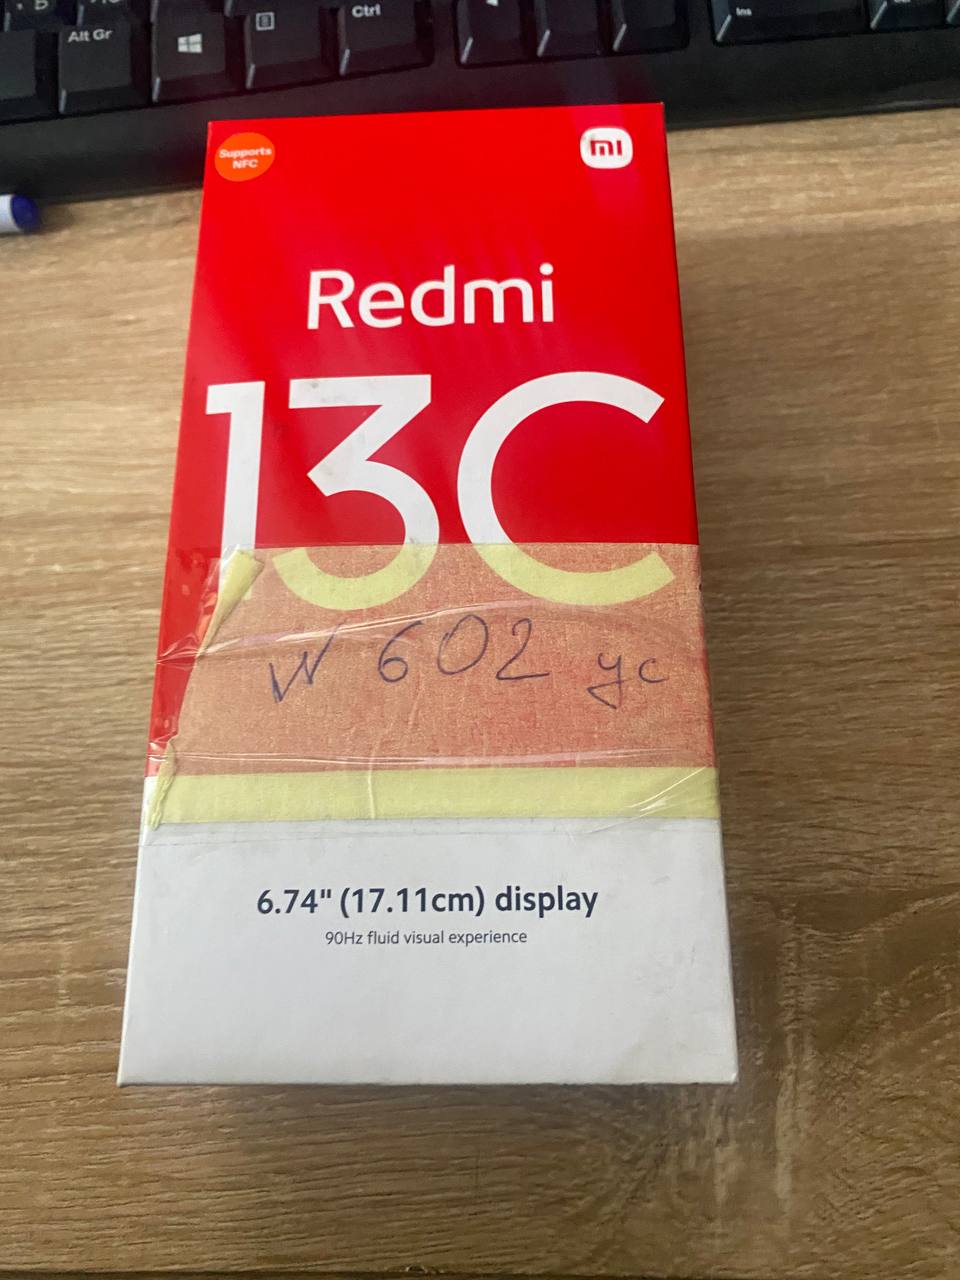 Alt Gr
Ctrl
Ins
Supports
NFC
mi
Redmi
13C
№ 602 ус
6.74" (17.11cm) display
90Hz fluid visual experience